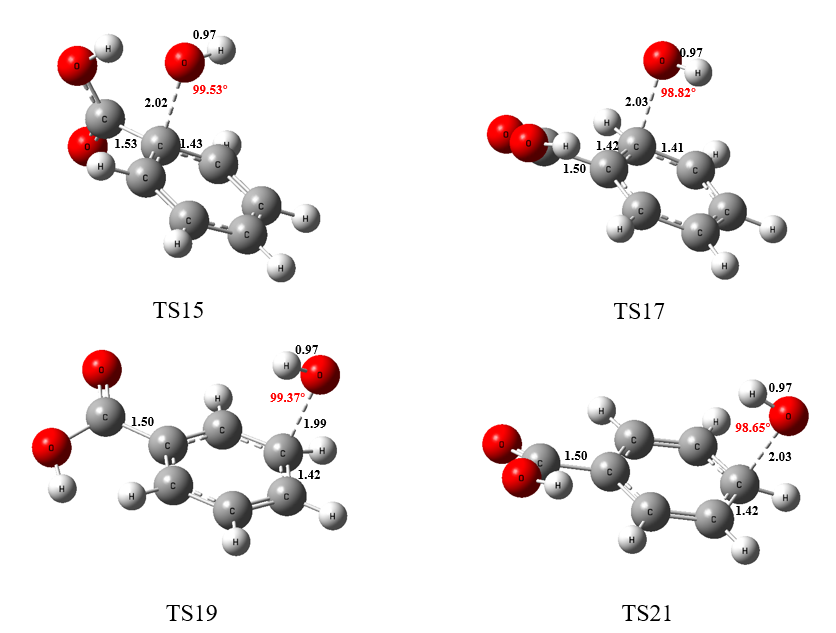 0.97
H
H
O
O
99.53°
2.02
C
1.53
C
1.43
H
O
H
C
C
C
C
H
C
H
H
TS15
O
0.97
H
98.82°
2.03
H
O
O
H
1.42
C
1.41
H
1.50
C
C
C
C
H
C
H
H
TS17
0.97
H
O
O
99.37°
H
C
1.50
C
1.99
O
C
C
H
1.42
H
C
H
C
C
H
H
TS19
0.97
H
O
98.65°
H
H
O
C
C
2.03
C
1.50
C
O
H
C
H
1.42
C
C
H
H
TS21